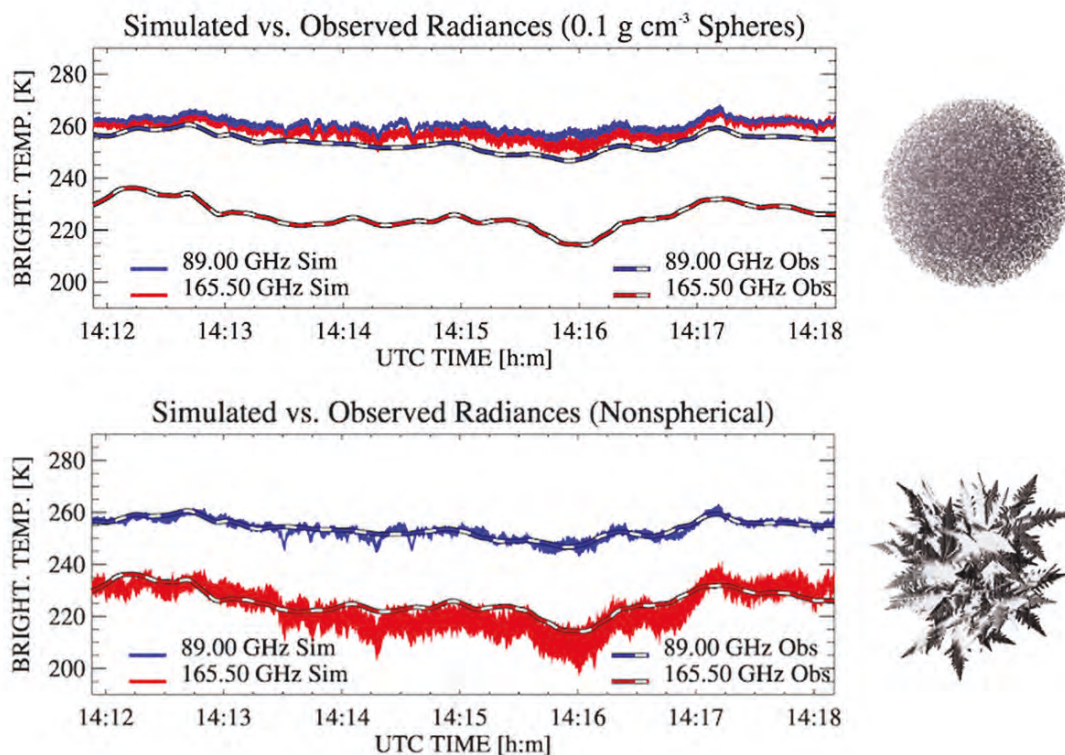 Simulated vs. Observed Radiances (0.1 g cm⁻³ Spheres)
BRIGHT. TEMP. [K]
280
260
240
220
200
89.00 GHz Sim
89.00 GHz Obs
165.50 GHz Sim
165.50 GHz Obs
14:12 14:13 14:14 14:15 14:16 14:17 14:18
UTC TIME [h:m]
Simulated vs. Observed Radiances (Nonspherical)
BRIGHT. TEMP. [K]
280
260
240
220
200
89.00 GHz Sim
89.00 GHz Obs
165.50 GHz Sim
165.50 GHz Obs
14:12 14:13 14:14 14:15 14:16 14:17 14:18
UTC TIME [h:m]